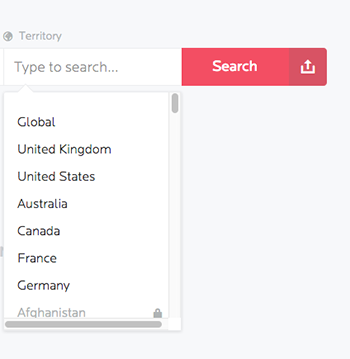 Territory
Type to search...
Search
Global
United Kingdom
United States
Australia
Canada
France
Germany
Afghanistan